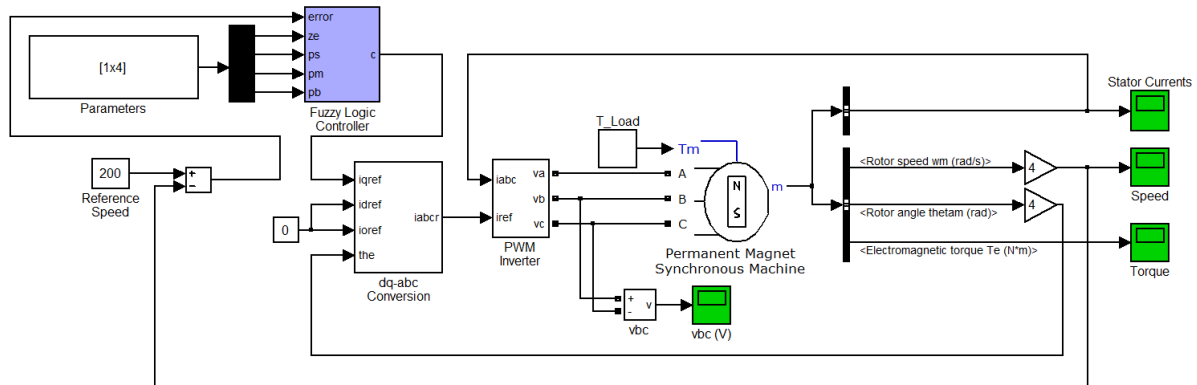 error
ze
ps
pm
pb
c
Fuzzy Logic
Controller
[1x4]
Parameters
200
Reference
Speed
+
-
0
iqref
idref
ioref
the
iabcr
dq-abc
Conversion
iabc
iref
va
vb
vc
PWM
Inverter
T_Load
Tm
A
B
C
m
N
S
Permanent Magnet
Synchronous Machine
+
-
v
vbc
vbc (V)
<Rotor speed wm (rad/s)>
4
<Rotor angle thetam (rad)>
4
<Electromagnetic torque Te (N*m)>
Stator Currents
Speed
Torque